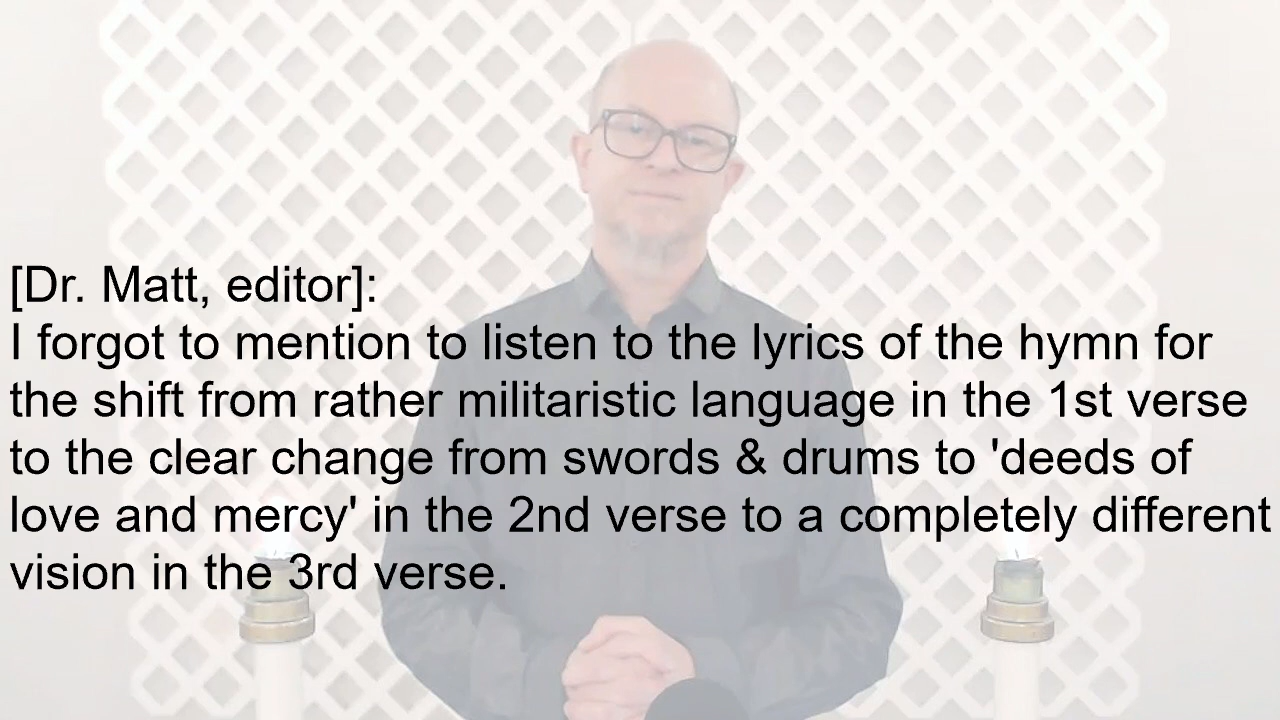 [Dr. Matt, editor]:
I forgot to mention to listen to the lyrics of the hymn for
the shift from rather militaristic language in the 1st verse
to the clear change from swords & drums to 'deeds of
love and mercy' in the 2nd verse to a completely different
vision in the 3rd verse.